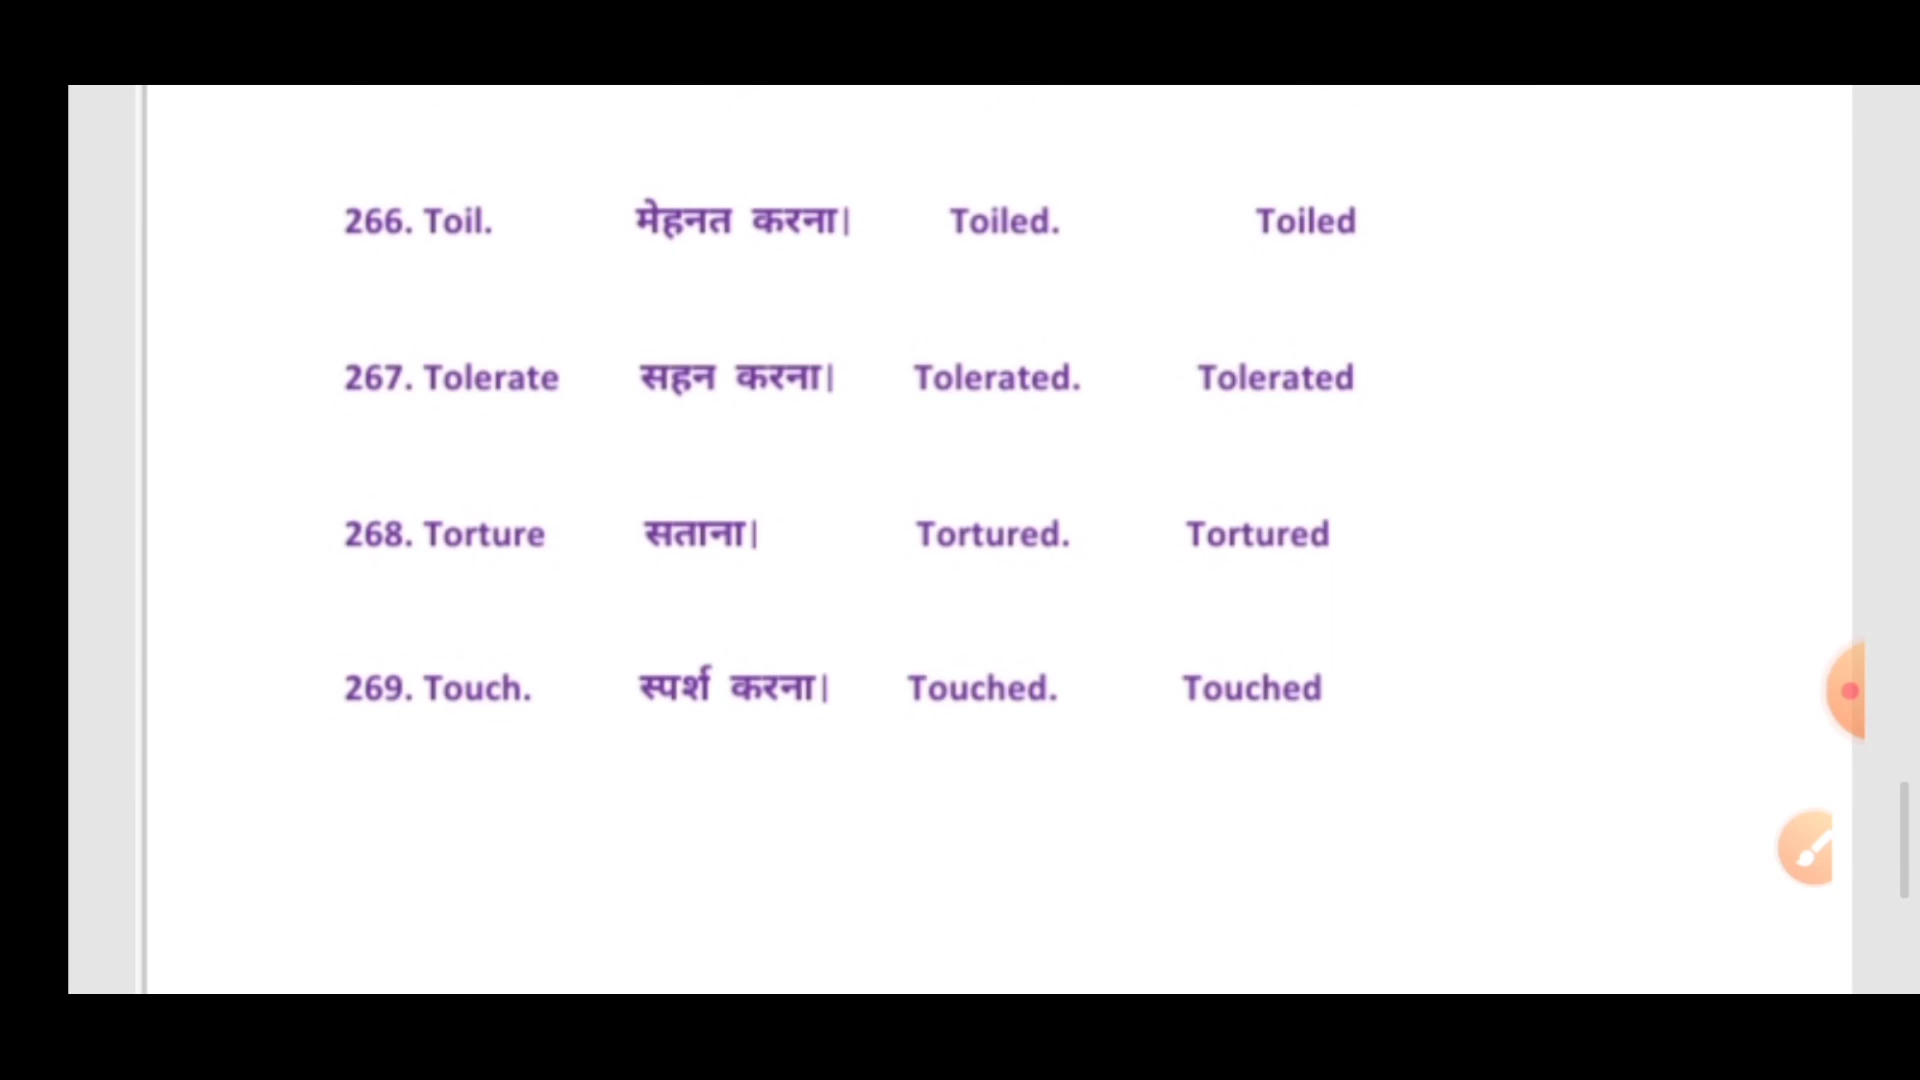 266. Toil. मेहनत करना| Toiled. Toiled
267. Tolerate सहन करना| Tolerated. Tolerated
268. Torture सताना| Tortured. Tortured
269. Touch. स्पर्श करना| Touched. Touched